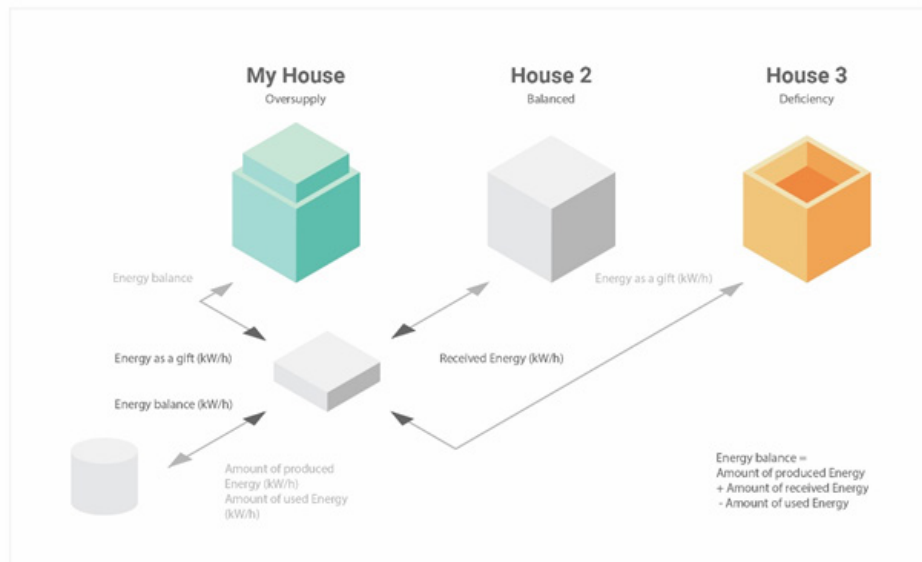 My House
Oversupply
House 2
Balanced
House 3
Deficiency
Energy balance
Energy as a gift (kW/h)
Energy as a gift (kW/h)
Received Energy (kW/h)
Energy balance (kW/h)
Amount of produced
Energy (kW/h)
Amount of used Energy
(kW/h)
Energy balance =
Amount of produced Energy
+ Amount of received Energy
- Amount of used Energy